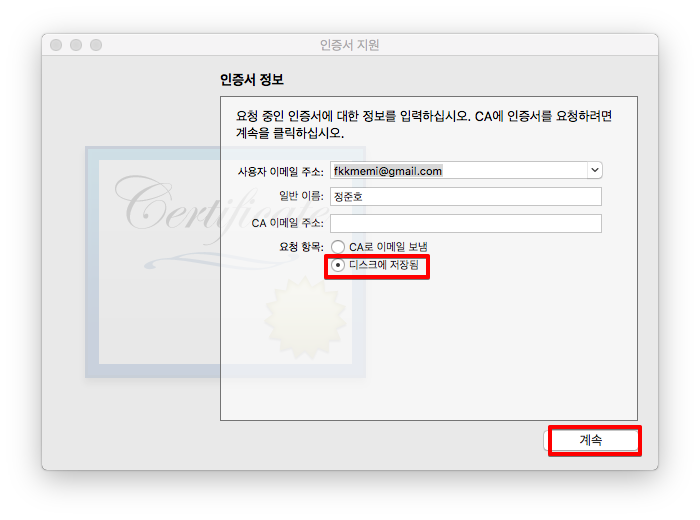 인증서 지원
인증서 정보
요청 중인 인증서에 대한 정보를 입력하십시오. CA에 인증서를 요청하려면
계속을 클릭하십시오.
사용자 이메일 주소: fkkmemi@gmail.com
일반 이름: 정준호
CA 이메일 주소:
요청 항목: CA로 이메일 보냄
디스크에 저장됨
Certificate
계속